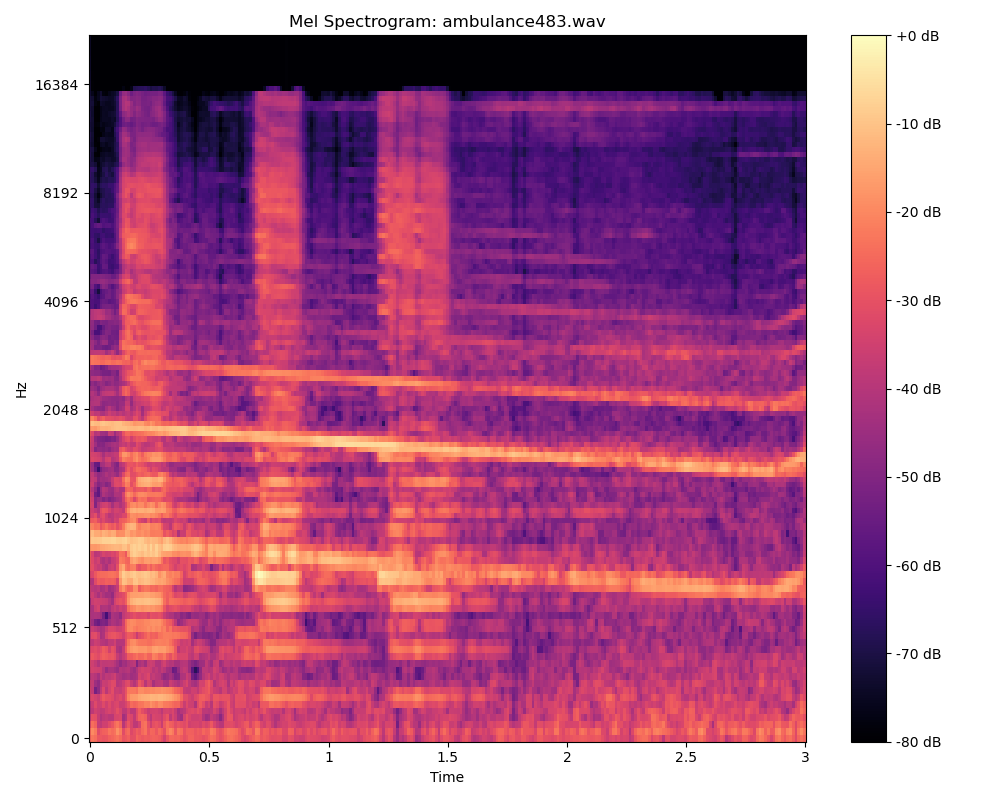 Mel Spectrogram: ambulance483.wav
Hz
16384
8192
4096
2048
1024
512
0
0 0.5 1 1.5 2 2.5 3
Time
+0 dB
-10 dB
-20 dB
-30 dB
-40 dB
-50 dB
-60 dB
-70 dB
-80 dB